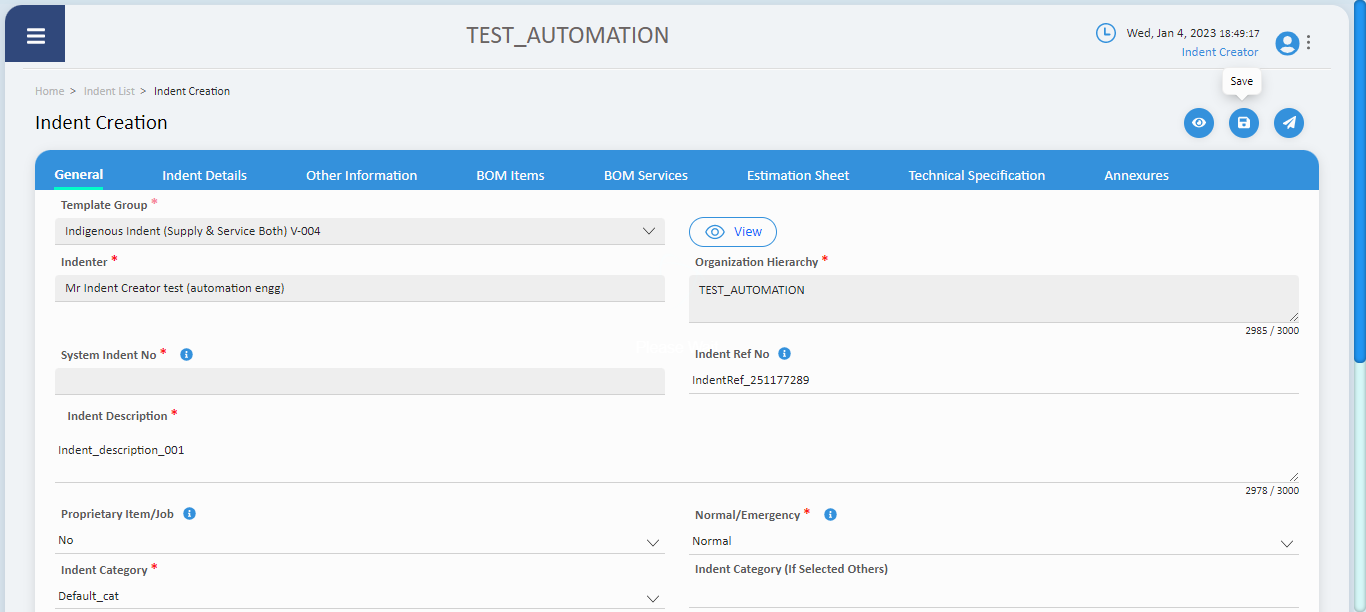 TEST_AUTOMATION
Wed, Jan 4, 2023 18:49:17
Indent Creator
Home > Indent List > Indent Creation
Save
Indent Creation
General Indent Details Other Information BOM Items BOM Services Estimation Sheet Technical Specification Annexures
Template Group *
Indigenous Indent (Supply & Service Both) V-004
View
Indenter *
Organization Hierarchy *
Mr Indent Creator test (automation engg)
TEST_AUTOMATION
2985 / 3000
System Indent No *
Indent Ref No
IndentRef_251177289
Indent Description *
Indent_description_001
2978 / 3000
Proprietary Item/Job
Normal/Emergency *
No
Normal
Indent Category *
Indent Category (If Selected Others)
Default_cat